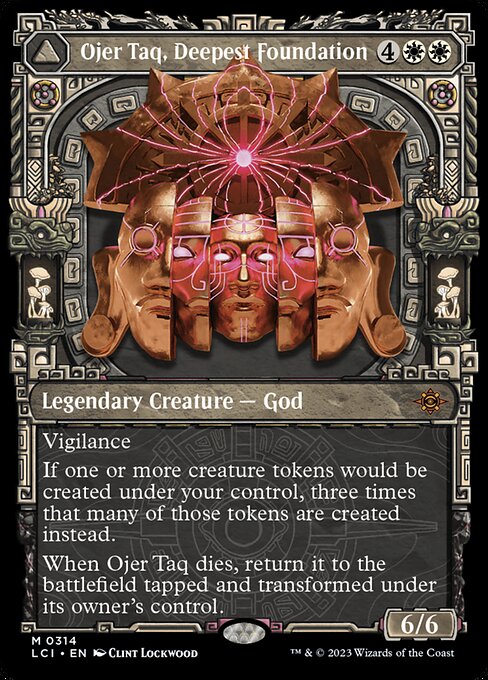 Ojer Taq, Deepest Foundation 4
Legendary Creature — God
Vigilance
If one or more creature tokens would be
created under your control, three times
that many of those tokens are created
instead.
When Ojer Taq dies, return it to the
battlefield tapped and transformed under
its owner's control.
6/6
M 0314
LCI • EN CLINT LOCKWOOD
™ & © 2023 Wizards of the Coast